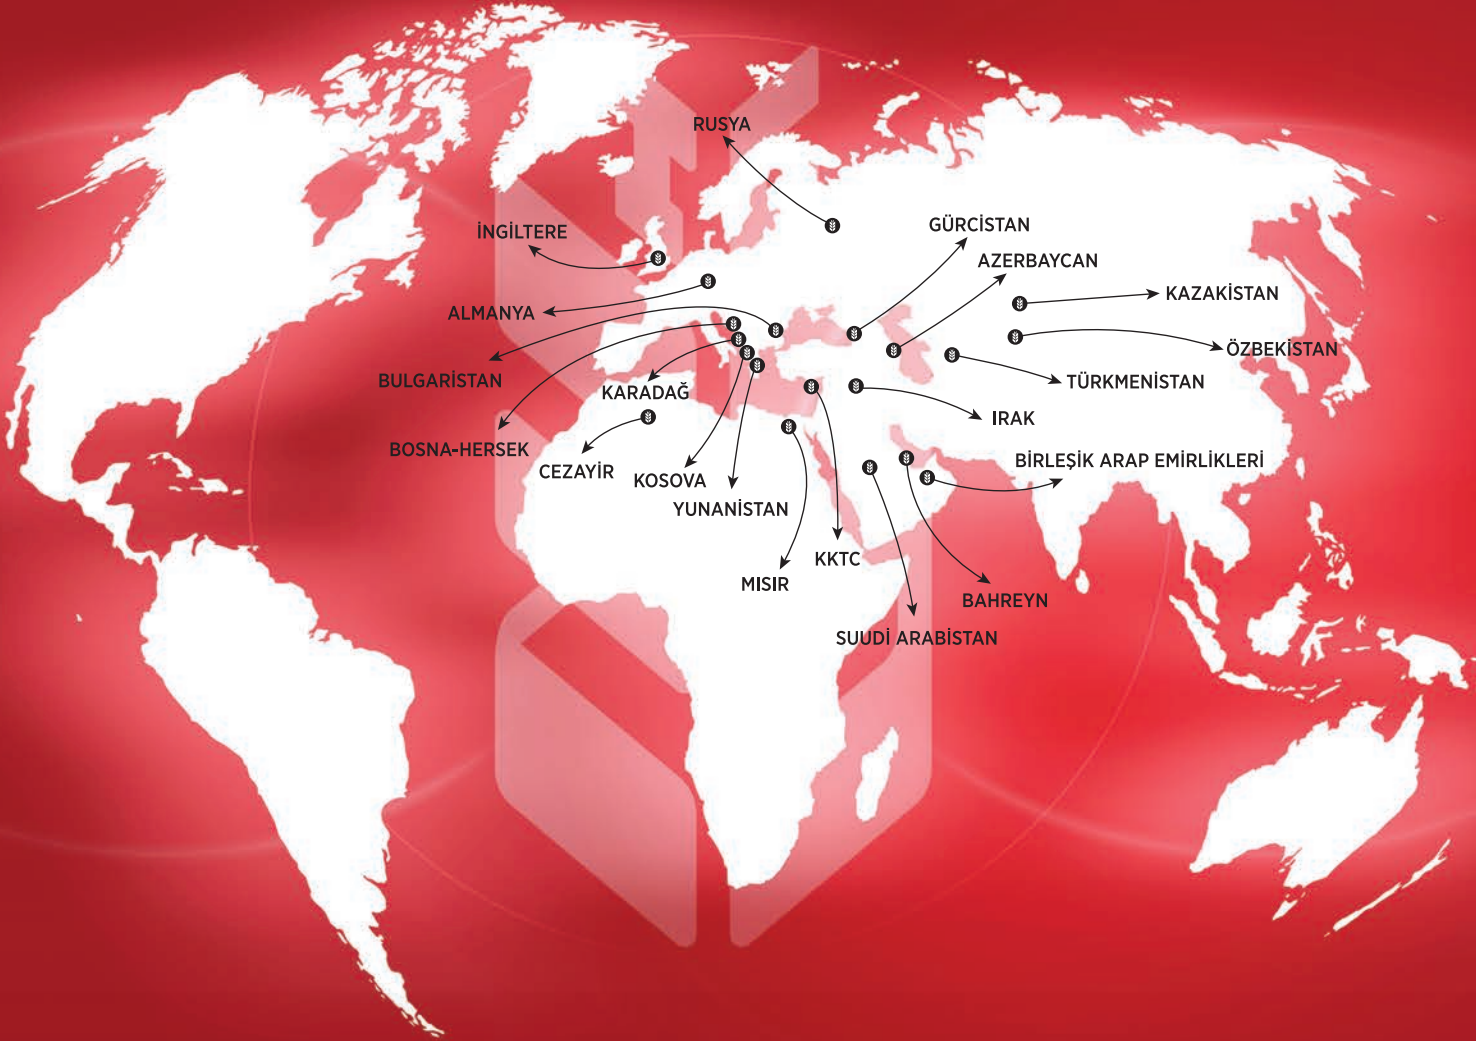 RUSYA
GÜRCİSTAN
İNGİLTERE
AZERBAYCAN
KAZAKİSTAN
ALMANYA
ÖZBEKİSTAN
BULGARİSTAN
TÜRKMENİSTAN
KARADAĞ
IRAK
BOSNA-HERSEK
BİRLEŞİK ARAP EMİRLİKLERİ
CEZAYİR
KOSOVA
YUNANİSTAN
KKTC
MISIR
BAHREYN
SUUDİ ARABİSTAN